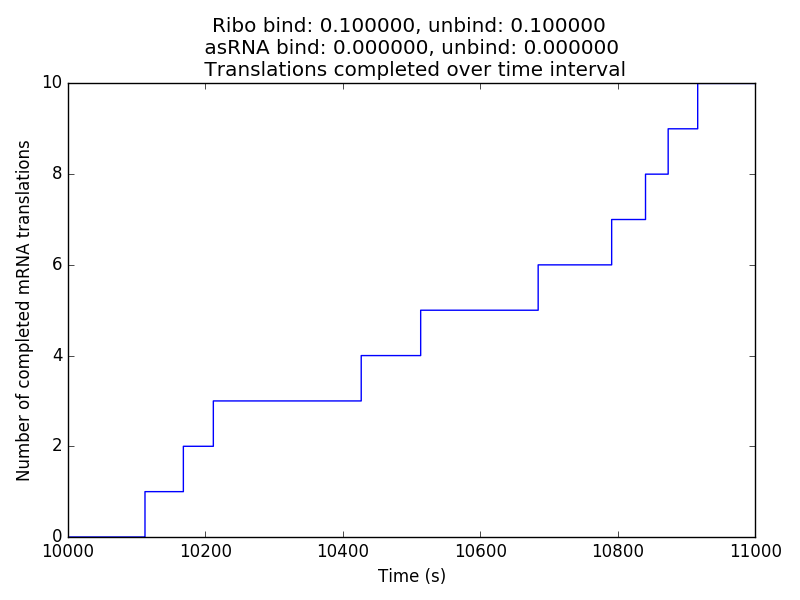 Ribo bind: 0.100000, unbind: 0.100000
asRNA bind: 0.000000, unbind: 0.000000
Translations completed over time interval
Number of completed mRNA translations
10
8
6
4
2
0
10000 10200 10400 10600 10800 11000
Time (s)